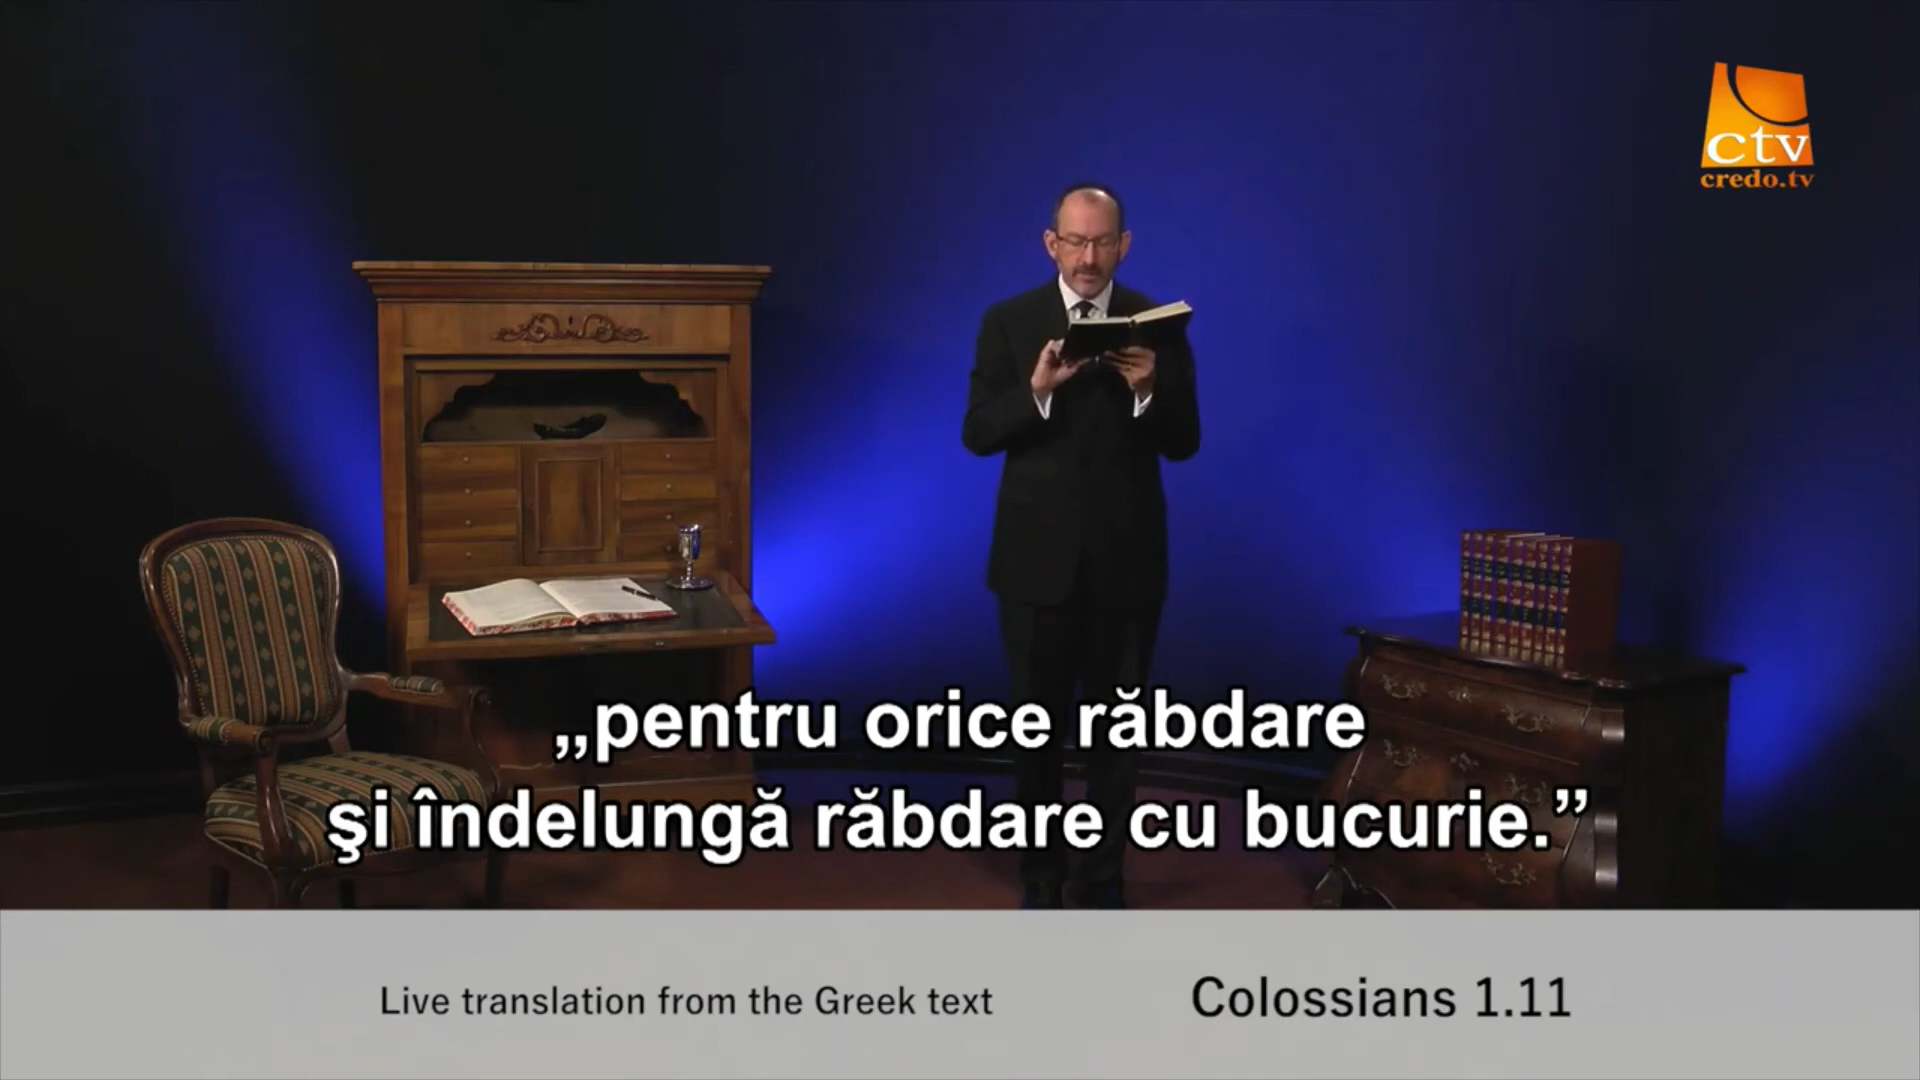 ctv
credo.tv
„pentru orice răbdare
şi îndelungă răbdare cu bucurie.”
Live translation from the Greek text
Colossians 1.11